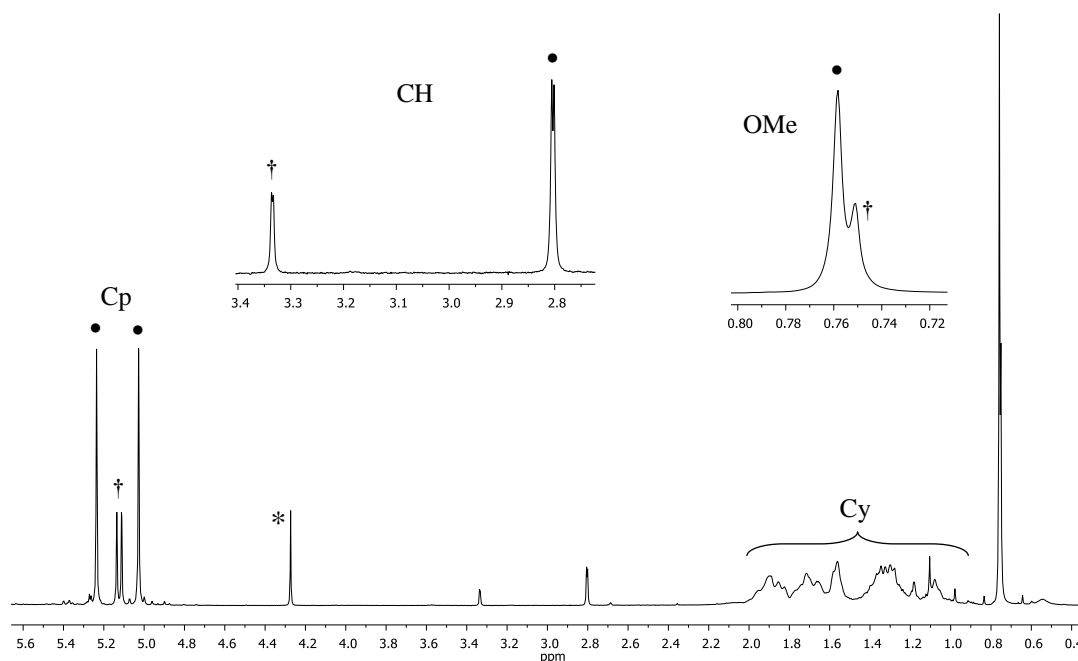 ●
CH
●
OMe
†
†
3.4 3.3 3.2 3.1 3.0 2.9 2.8
0.80 0.78 0.76 0.74 0.72
Cp
● ●
†
*
Cy
5.6 5.4 5.2 5.0 4.8 4.6 4.4 4.2 4.0 3.8 3.6 3.4 3.2 3.0 2.8 2.6 2.4 2.2 2.0 1.8 1.6 1.4 1.2 1.0 0.8 0.6 0.4
ppm